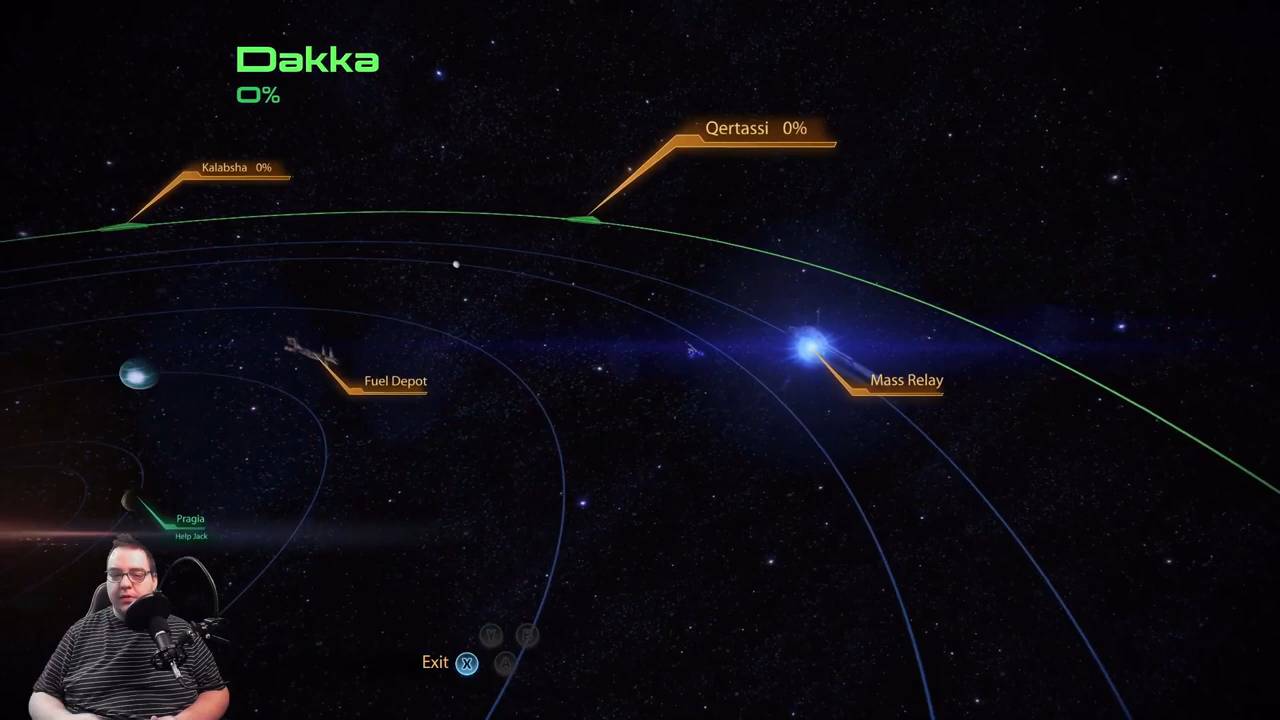 Dakka
0%
Qertassi 0%
Kalabsha 0%
Fuel Depot
Mass Relay
Pragia
Help Jack
Y B
Exit X A